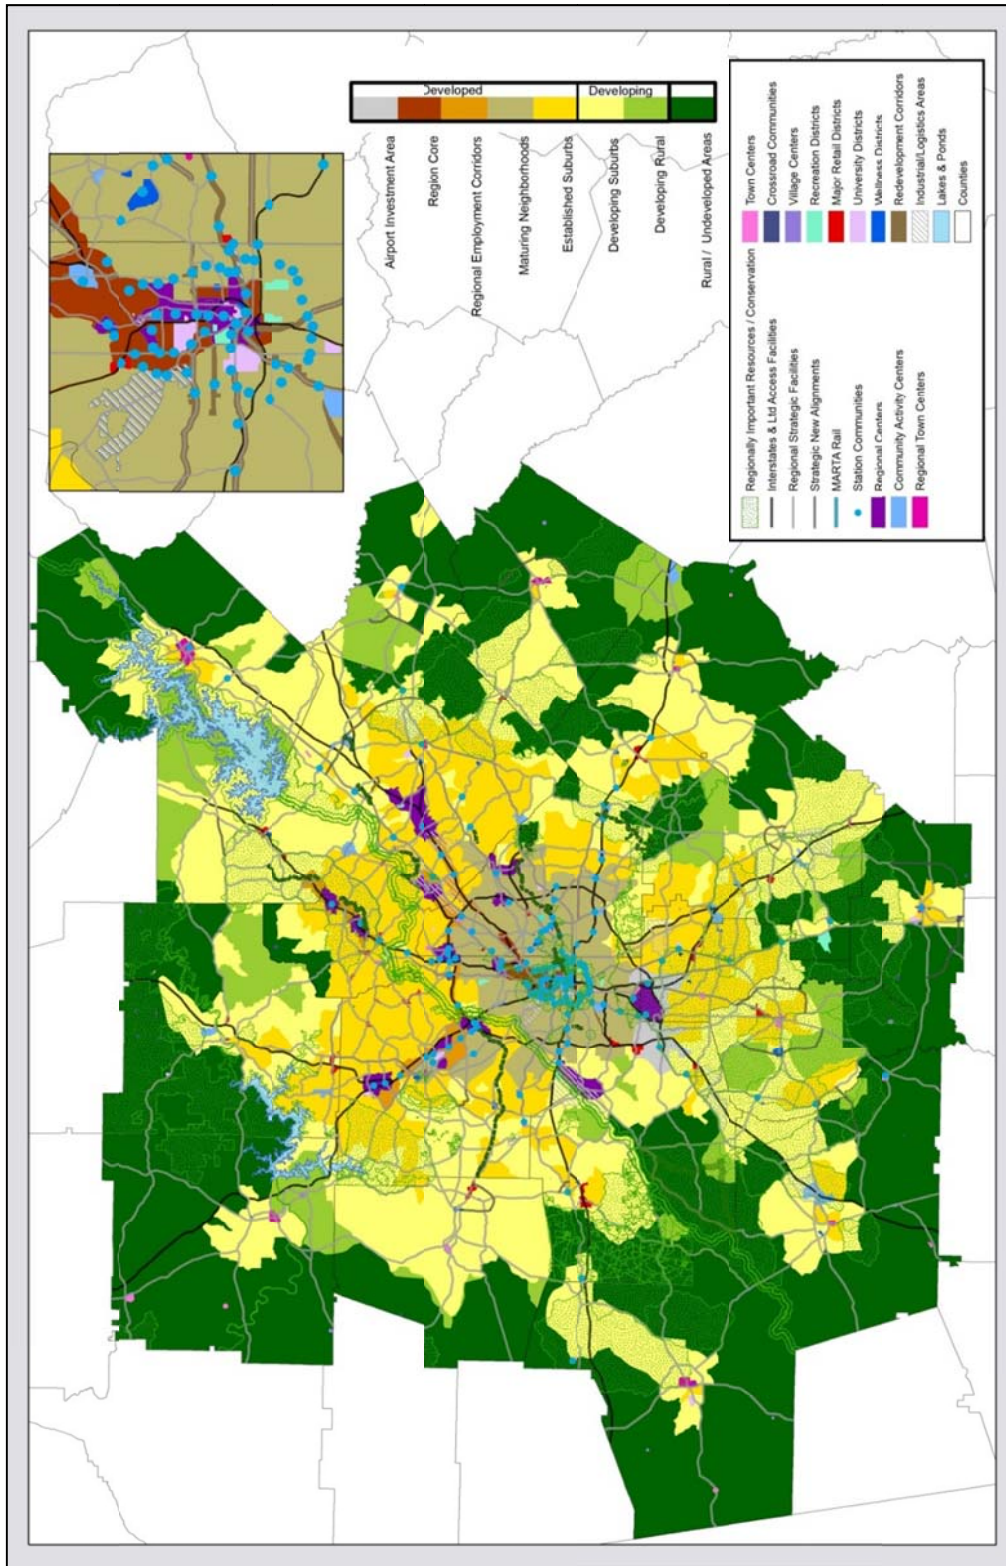 Developed
Developing
Airport Investment Area
Region Core
Regional Employment Corridors
Maturing Neighborhoods
Established Suburbs
Developing Suburbs
Developing Rural
Rural / Undeveloped Areas
Regionally Important Resources / Conservation
Interstates & Ltd Access Facilities
Regional Strategic Facilities
Strategic New Alignments
MARTA Rail
Station Communities
Regional Centers
Community Activity Centers
Regional Town Centers
Town Centers
Crossroad Communities
Village Centers
Recreation Districts
Major Retail Districts
University Districts
Wellness Districts
Redevelopment Corridors
Industrial/Logistics Areas
Lakes & Ponds
Counties